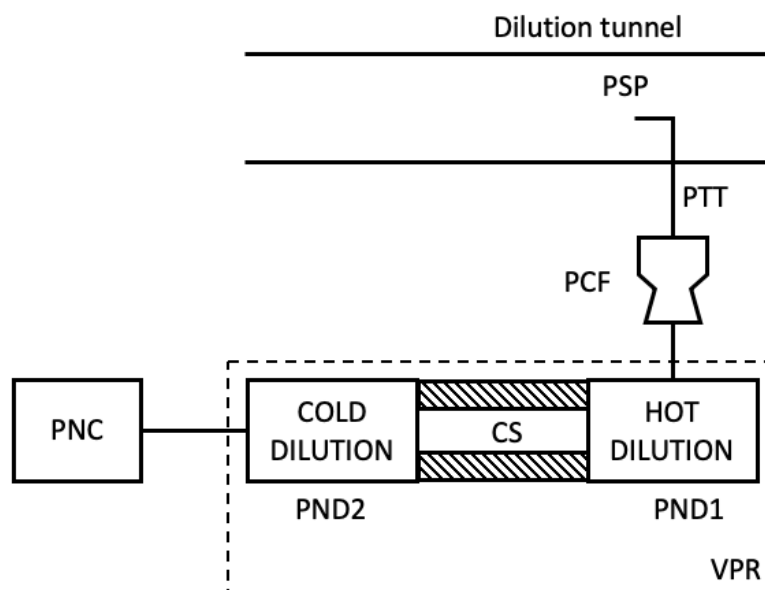 Dilution tunnel
PSP
PTT
PCF
PNC
COLD
DILUTION
CS
HOT
DILUTION
PND2
PND1
VPR